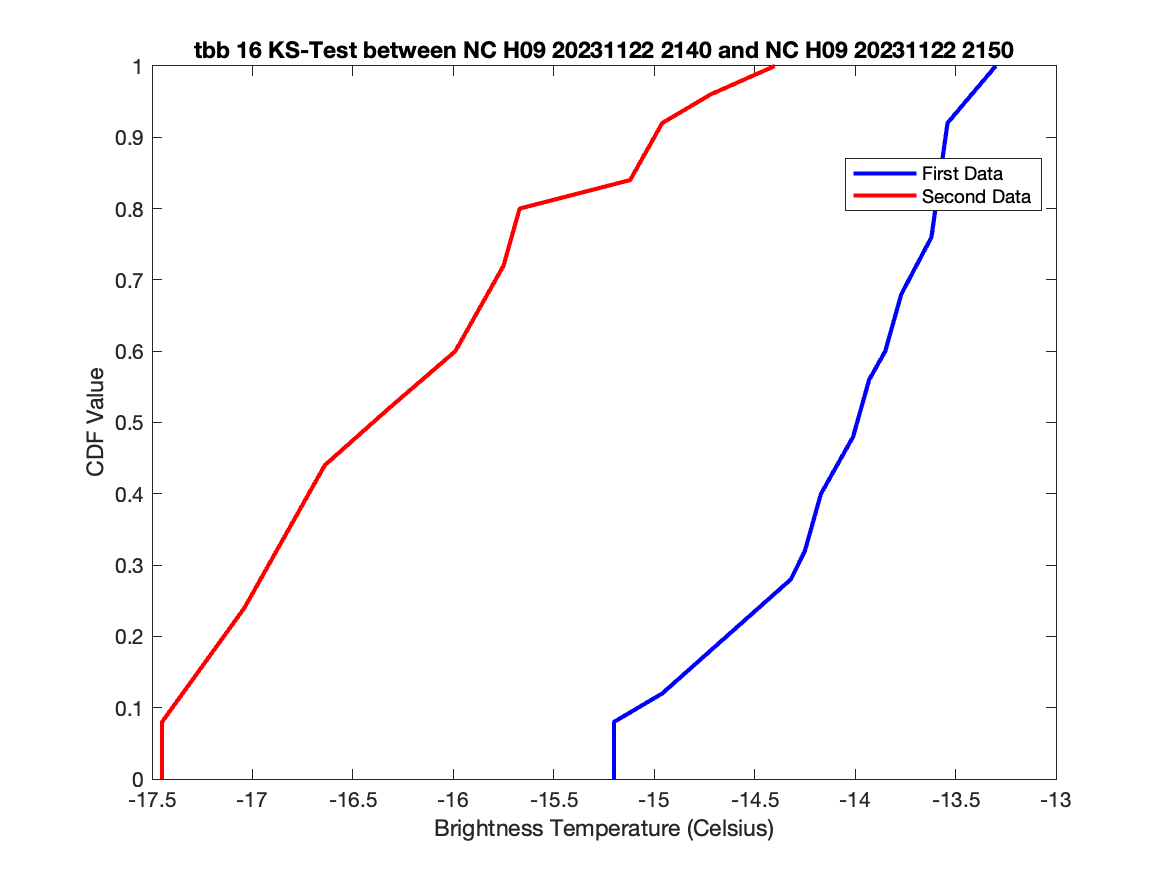 tbb 16 KS-Test between NC H09 20231122 2140 and NC H09 20231122 2150
1
0.9
First Data
Second Data
0.8
0.7
0.6
0.5
CDF Value
0.4
0.3
0.2
0.1
0
-17.5 -17 -16.5 -16 -15.5 -15 -14.5 -14 -13.5 -13
Brightness Temperature (Celsius)